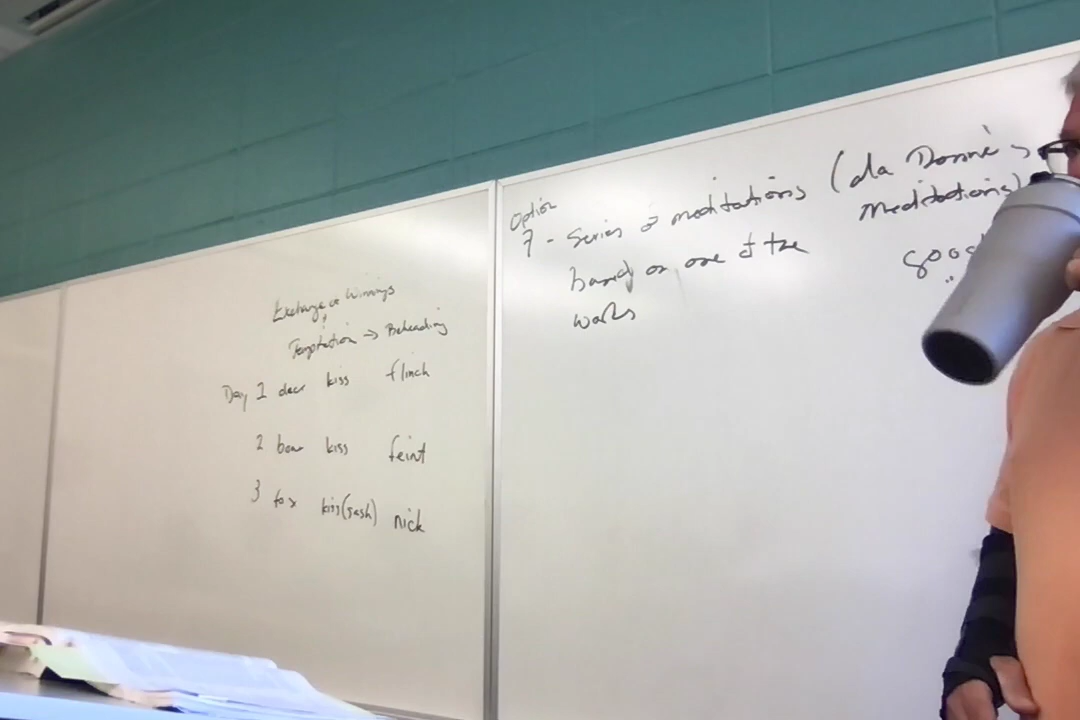 Exchange of Winnings
Temptation → Beheading
Day 1 deer kiss flinch
2 boar kiss feint
3 fox kiss (sash) nick
Option
7 - Series of meditations (a la Donne's
meditations)
based on one of the
works